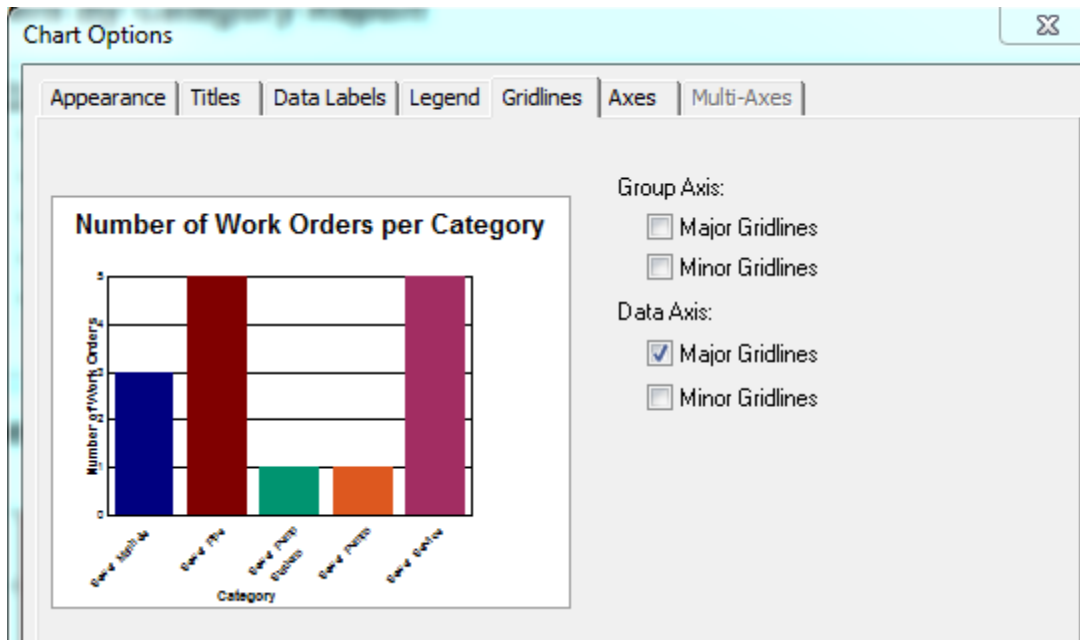 Chart Options
Appearance Titles Data Labels Legend Gridlines Axes Multi-Axes
Number of Work Orders per Category
Number of Work Orders
5
4
3
2
1
0
Category
Group Axis:
Major Gridlines
Minor Gridlines
Data Axis:
Major Gridlines
Minor Gridlines